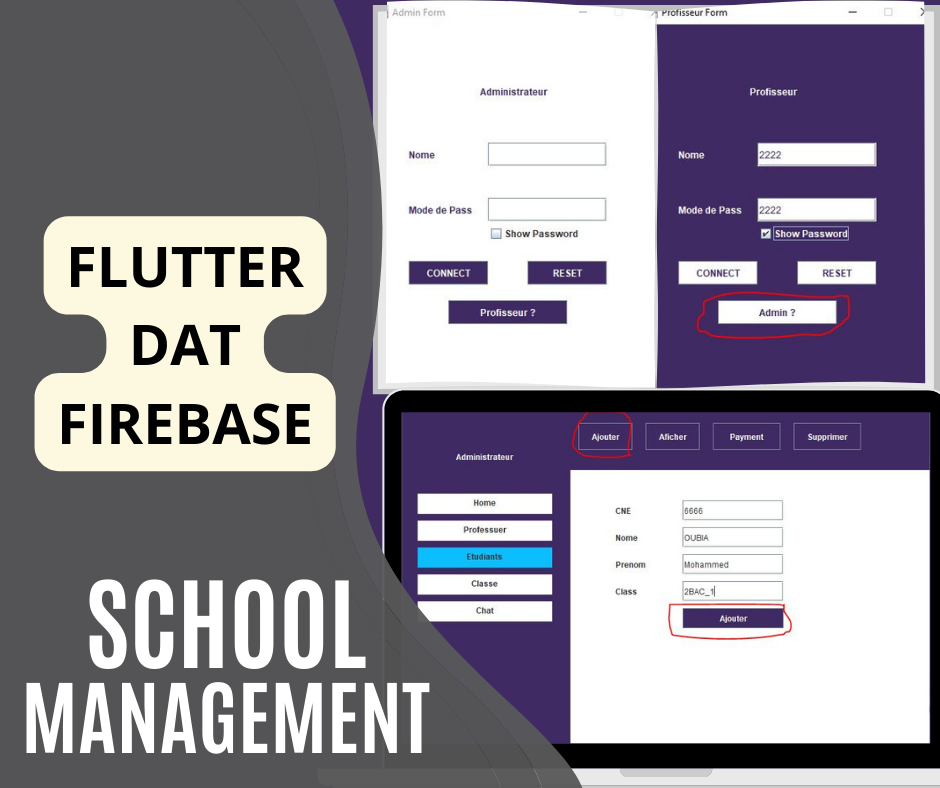 FLUTTER
DAT
FIREBASE
SCHOOL
MANAGEMENT
Admin Form
Administrateur
Nome
Mode de Pass
Show Password
CONNECT RESET
Profisseur ?
Profisseur Form
Profisseur
Nome 2222
Mode de Pass 2222
Show Password
CONNECT RESET
Admin ?
Administrateur
Home
Professuer
Etudiants
Classe
Chat
Ajouter Aficher Payment Supprimer
CNE 6666
Nome OUBIA
Prenom Mohammed
Class 2BAC_1
Ajouter